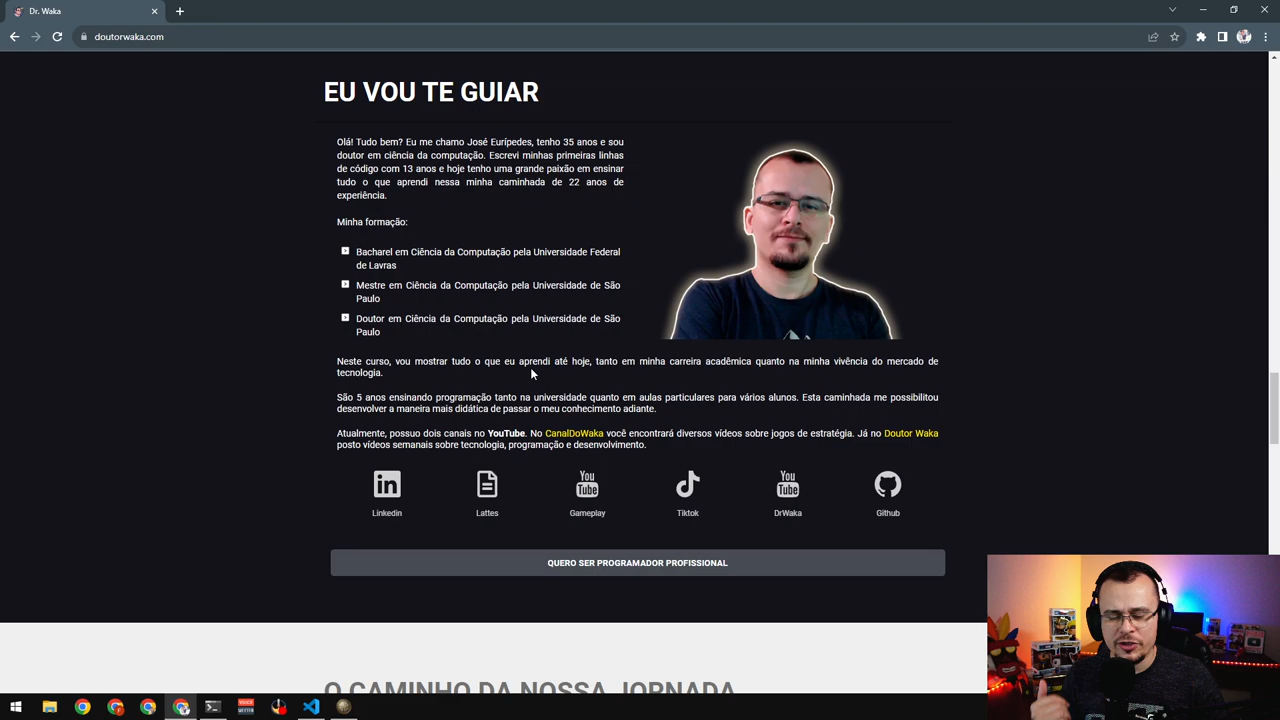 Dr. Waka
doutorwaka.com
EU VOU TE GUIAR
Olá! Tudo bem? Eu me chamo José Eurípedes, tenho 35 anos e sou
doutor em ciência da computação. Escrevi minhas primeiras linhas
de código com 13 anos e hoje tenho uma grande paixão em ensinar
tudo o que aprendi nessa minha caminhada de 22 anos de
experiência.
Minha formação:
Bacharel em Ciência da Computação pela Universidade Federal
de Lavras
Mestre em Ciência da Computação pela Universidade de São
Paulo
Doutor em Ciência da Computação pela Universidade de São
Paulo
Neste curso, vou mostrar tudo o que eu aprendi até hoje, tanto em minha carreira acadêmica quanto na minha vivência do mercado de
tecnologia.
São 5 anos ensinando programação tanto na universidade quanto em aulas particulares para vários alunos. Esta caminhada me possibilitou
desenvolver a maneira mais didática de passar o meu conhecimento adiante.
Atualmente, possuo dois canais no YouTube. No CanalDoWaka você encontrará diversos vídeos sobre jogos de estratégia. Já no Doutor Waka
posto vídeos semanais sobre tecnologia, programação e desenvolvimento.
You Tube You Tube
Linkedin Lattes Gameplay Tiktok DrWaka Github
QUERO SER PROGRAMADOR PROFISSIONAL
O CAMINHO DA NOSSA JORNADA